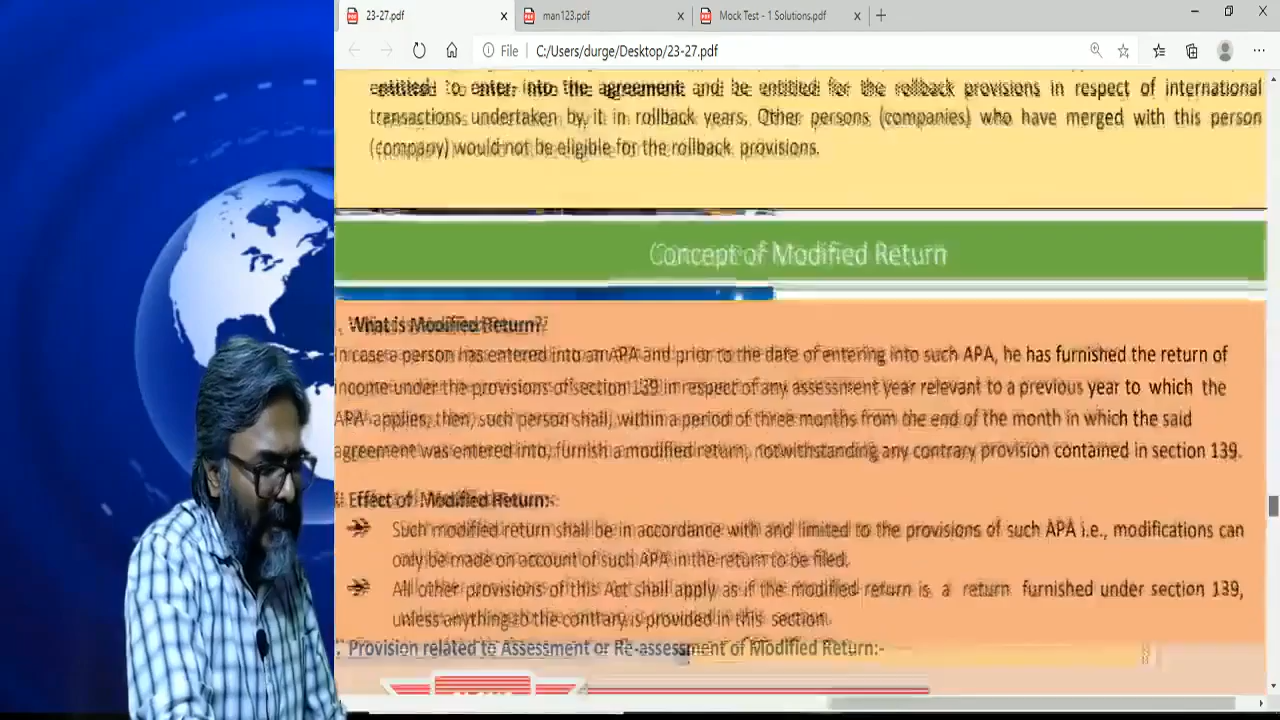 23-27.pdf
man123.pdf
Mock Test - 1 Solutions.pdf
File
C:/Users/durge/Desktop/23-27.pdf
entitled to enter into the agreement and be entitled for the rollback provisions in respect of international
transactions undertaken by it in rollback years. Other persons (companies) who have merged with this person
(company) would not be eligible for the rollback provisions.
Concept of Modified Return
What is Modified Return?
In case a person has entered into an APA and prior to the date of entering into such APA, he has furnished the return of
income under the provisions of section 139 in respect of any assessment year relevant to a previous year to which the
APA applies, then, such person shall, within a period of three months from the end of the month in which the said
agreement was entered into, furnish a modified return, notwithstanding any contrary provision contained in section 139.
Effect of Modified Return:-
Such modified return shall be in accordance with and limited to the provisions of such APA i.e., modifications can
only be made on account of such APA in the return to be filed.
All other provisions of this Act shall apply as if the modified return is a return furnished under section 139,
unless anything to the contrary is provided in this section.
Provision related to Assessment or Re-assessment of Modified Return:-